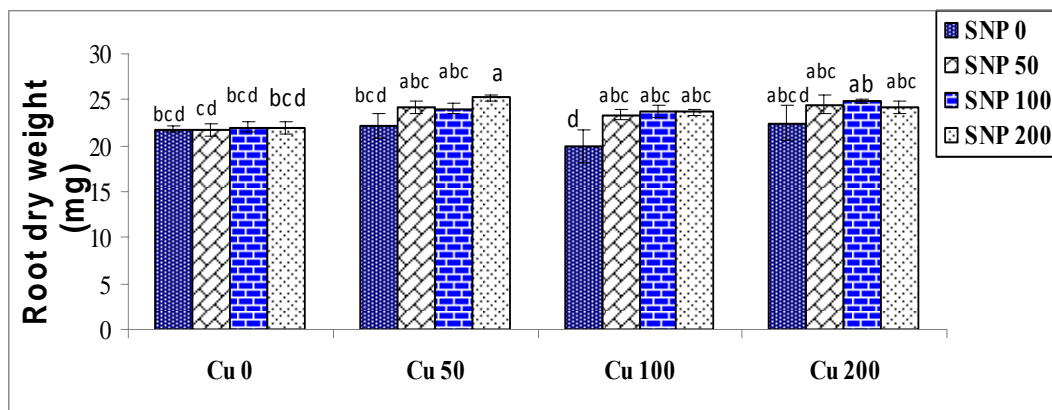 Root dry weight
(mg)
30
25
20
15
10
5
0
bcd cd bcd bcd
bcd abc abc a
d abc abc abc
abcd abc ab abc
Cu 0 Cu 50 Cu 100 Cu 200
SNP 0
SNP 50
SNP 100
SNP 200